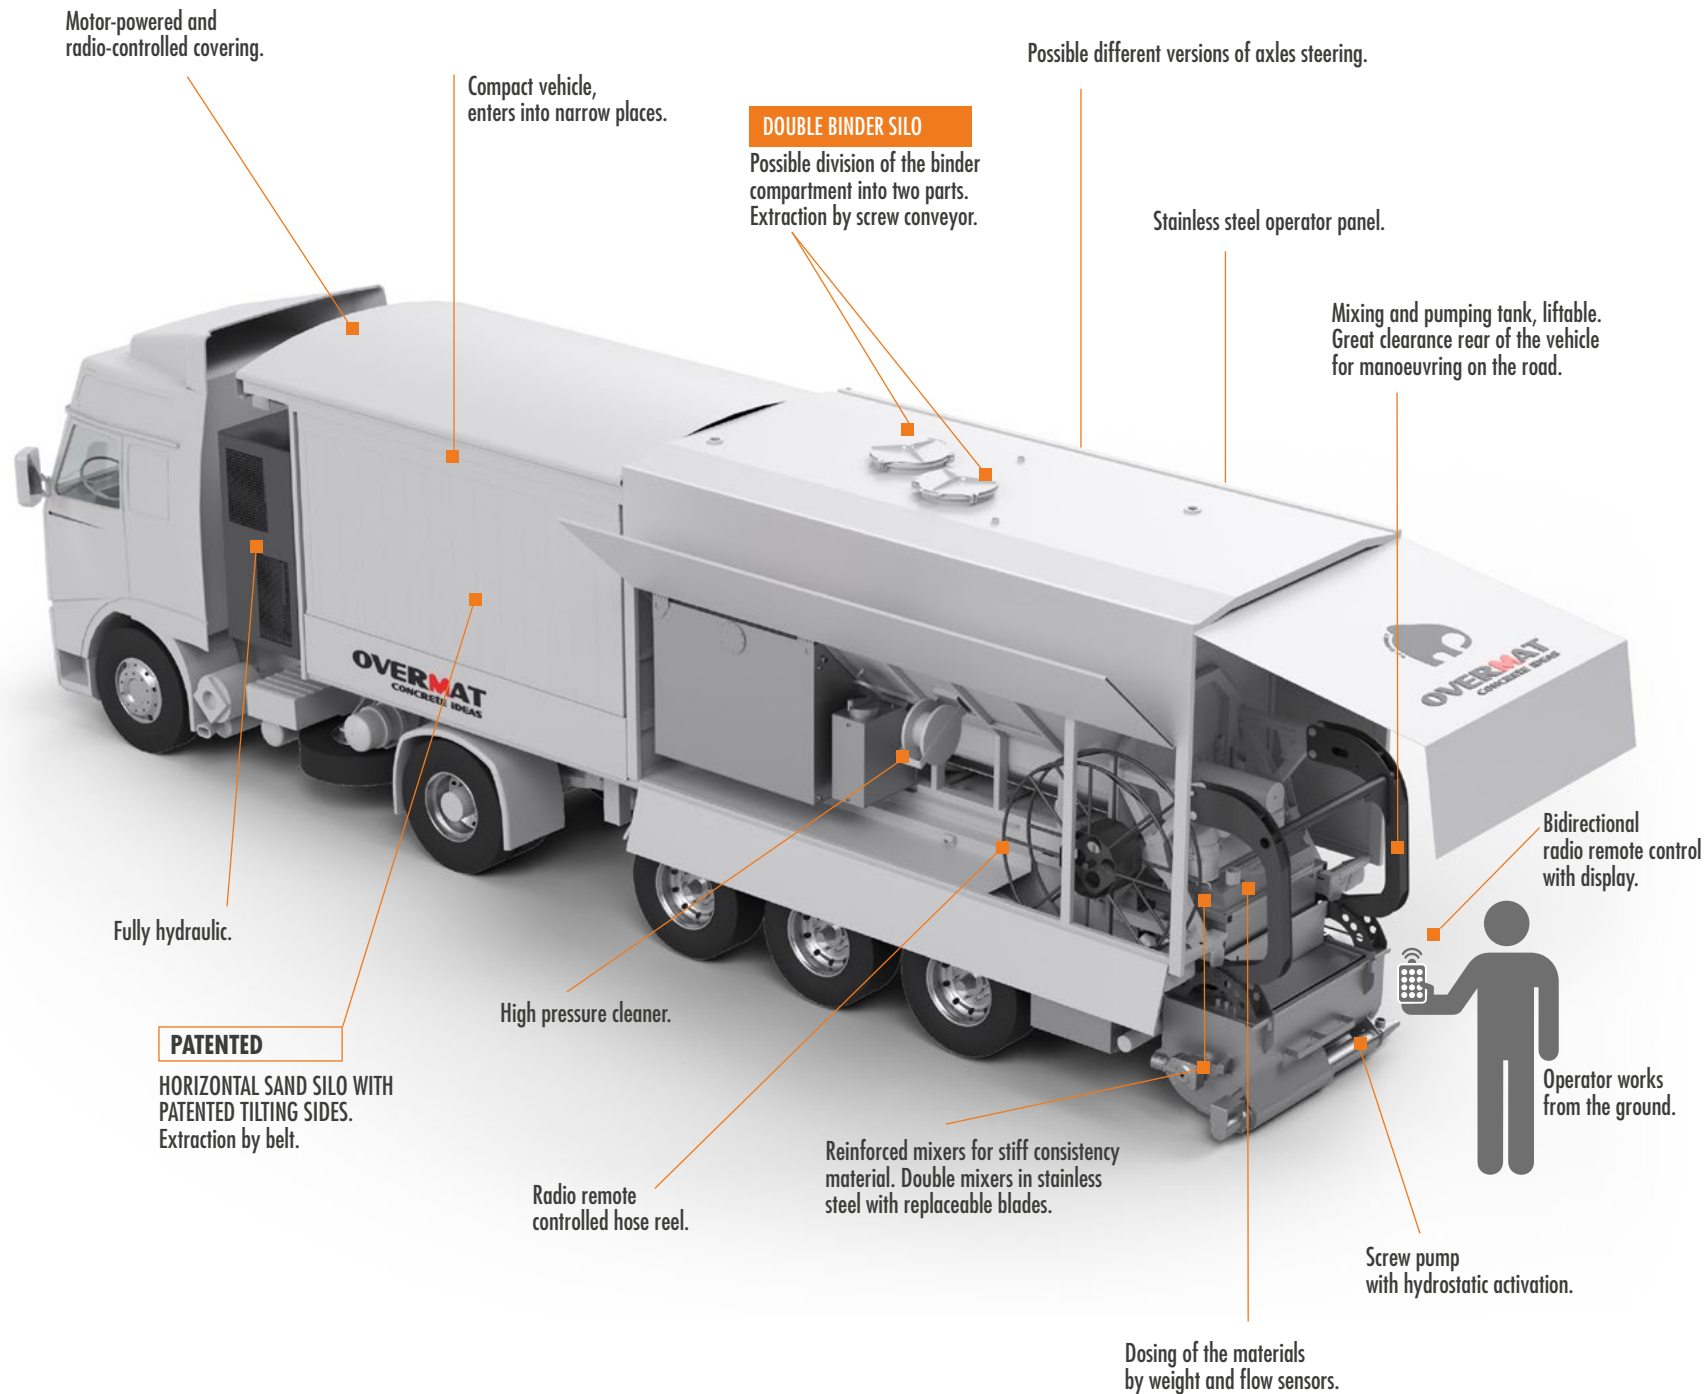 Motor-powered and
radio-controlled covering.
Compact vehicle,
enters into narrow places.
Possible different versions of axles steering.
DOUBLE BINDER SILO
Possible division of the binder
compartment into two parts.
Extraction by screw conveyor.
Stainless steel operator panel.
Mixing and pumping tank, liftable.
Great clearance rear of the vehicle
for manoeuvring on the road.
OVERMAT
CONCRETE IDEAS
OVERMAT
CONCRETE IDEAS
Bidirectional
radio remote control
with display.
Fully hydraulic.
High pressure cleaner.
PATENTED
HORIZONTAL SAND SILO WITH
PATENTED TILTING SIDES.
Extraction by belt.
Operator works
from the ground.
Reinforced mixers for stiff consistency
material. Double mixers in stainless
steel with replaceable blades.
Radio remote
controlled hose reel.
Screw pump
with hydrostatic activation.
Dosing of the materials
by weight and flow sensors.